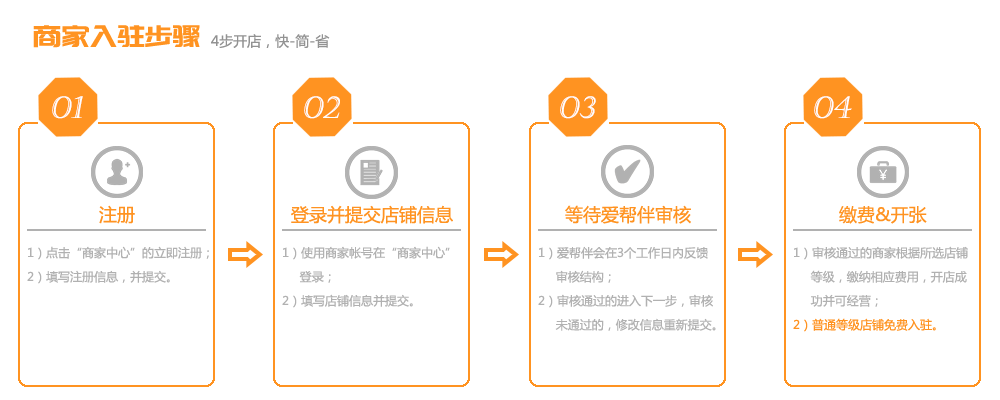 商家入驻步骤 4步开店，快-简-省
01
注册
1）点击“商家中心”的立即注册；
2）填写注册信息，并提交。
02
登录并提交店铺信息
1）使用商家帐号在“商家中心”
登录；
2）填写店铺信息并提交。
03
等待爱帮伴审核
1）爱帮伴会在3个工作日内反馈
审核结构；
2）审核通过的进入下一步，审核
未通过的，修改信息重新提交。
04
¥
缴费&开张
1）审核通过的商家根据所选店铺
等级，缴纳相应费用，开店成
功并可经营；
2）普通等级店铺免费入驻。